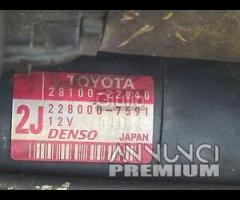 TOYOTA
28100-22040
2J
228000-7591
12V
DENSO
JAPAN
ANNUNCI
PREMIUM